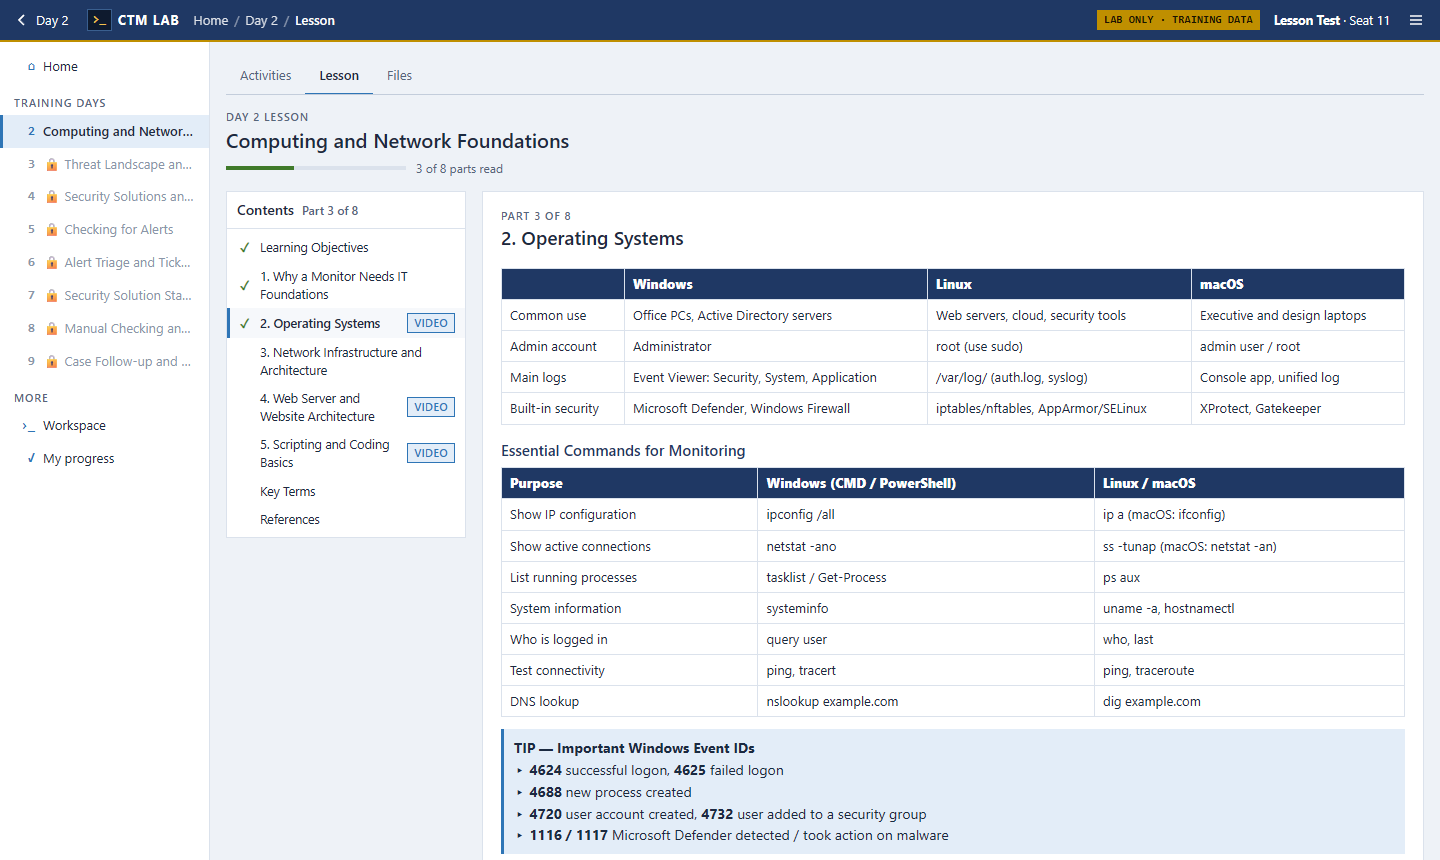 Day 2
>_ CTM LAB
Home / Day 2 / Lesson
LAB ONLY · TRAINING DATA
Lesson Test · Seat 11
Home
TRAINING DAYS
2 Computing and Networ...
3 Threat Landscape an...
4 Security Solutions an...
5 Checking for Alerts
6 Alert Triage and Tick...
7 Security Solution Sta...
8 Manual Checking an...
9 Case Follow-up and ...
MORE
›_ Workspace
✓ My progress
Activities
Lesson
Files
DAY 2 LESSON
Computing and Network Foundations
3 of 8 parts read
Contents Part 3 of 8
✓ Learning Objectives
✓ 1. Why a Monitor Needs IT
Foundations
✓ 2. Operating Systems VIDEO
3. Network Infrastructure and
Architecture
4. Web Server and
Website Architecture VIDEO
5. Scripting and Coding
Basics VIDEO
Key Terms
References
PART 3 OF 8
2. Operating Systems
Windows Linux macOS
Common use Office PCs, Active Directory servers Web servers, cloud, security tools Executive and design laptops
Admin account Administrator root (use sudo) admin user / root
Main logs Event Viewer: Security, System, Application /var/log/ (auth.log, syslog) Console app, unified log
Built-in security Microsoft Defender, Windows Firewall iptables/nftables, AppArmor/SELinux XProtect, Gatekeeper
Essential Commands for Monitoring
Purpose Windows (CMD / PowerShell) Linux / macOS
Show IP configuration ipconfig /all ip a (macOS: ifconfig)
Show active connections netstat -ano ss -tunap (macOS: netstat -an)
List running processes tasklist / Get-Process ps aux
System information systeminfo uname -a, hostnamectl
Who is logged in query user who, last
Test connectivity ping, tracert ping, traceroute
DNS lookup nslookup example.com dig example.com
TIP — Important Windows Event IDs
‣ 4624 successful logon, 4625 failed logon
‣ 4688 new process created
‣ 4720 user account created, 4732 user added to a security group
‣ 1116 / 1117 Microsoft Defender detected / took action on malware